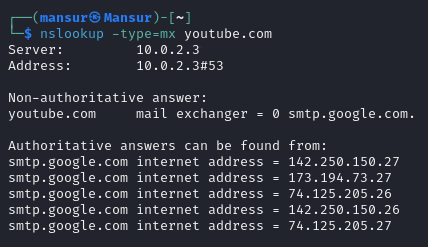 ┌──(mansur㉿Mansur)-[~]
└─$ nslookup -type=mx youtube.com
Server:         10.0.2.3
Address:        10.0.2.3#53

Non-authoritative answer:
youtube.com     mail exchanger = 0 smtp.google.com.

Authoritative answers can be found from:
smtp.google.com internet address = 142.250.150.27
smtp.google.com internet address = 173.194.73.27
smtp.google.com internet address = 74.125.205.26
smtp.google.com internet address = 142.250.150.26
smtp.google.com internet address = 74.125.205.27